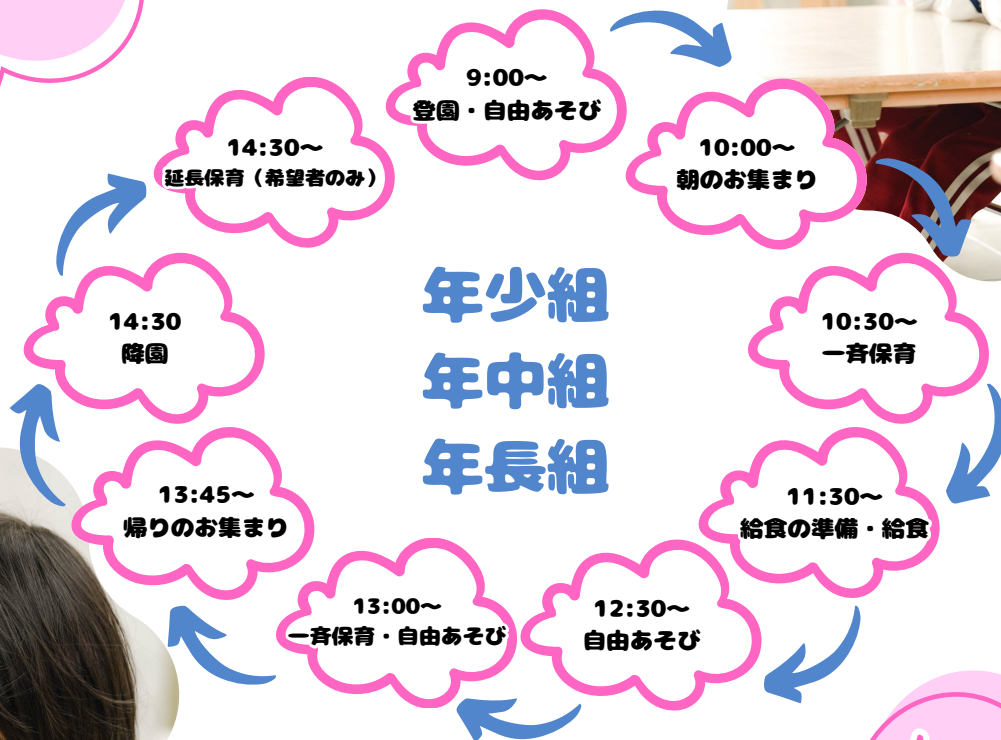 9:00〜
登園・自由あそび
10:00〜
朝のお集まり
10:30〜
一斉保育
11:30〜
給食の準備・給食
12:30〜
自由あそび
13:00〜
一斉保育・自由あそび
13:45〜
帰りのお集まり
14:30
降園
14:30〜
延長保育（希望者のみ）
年少組
年中組
年長組